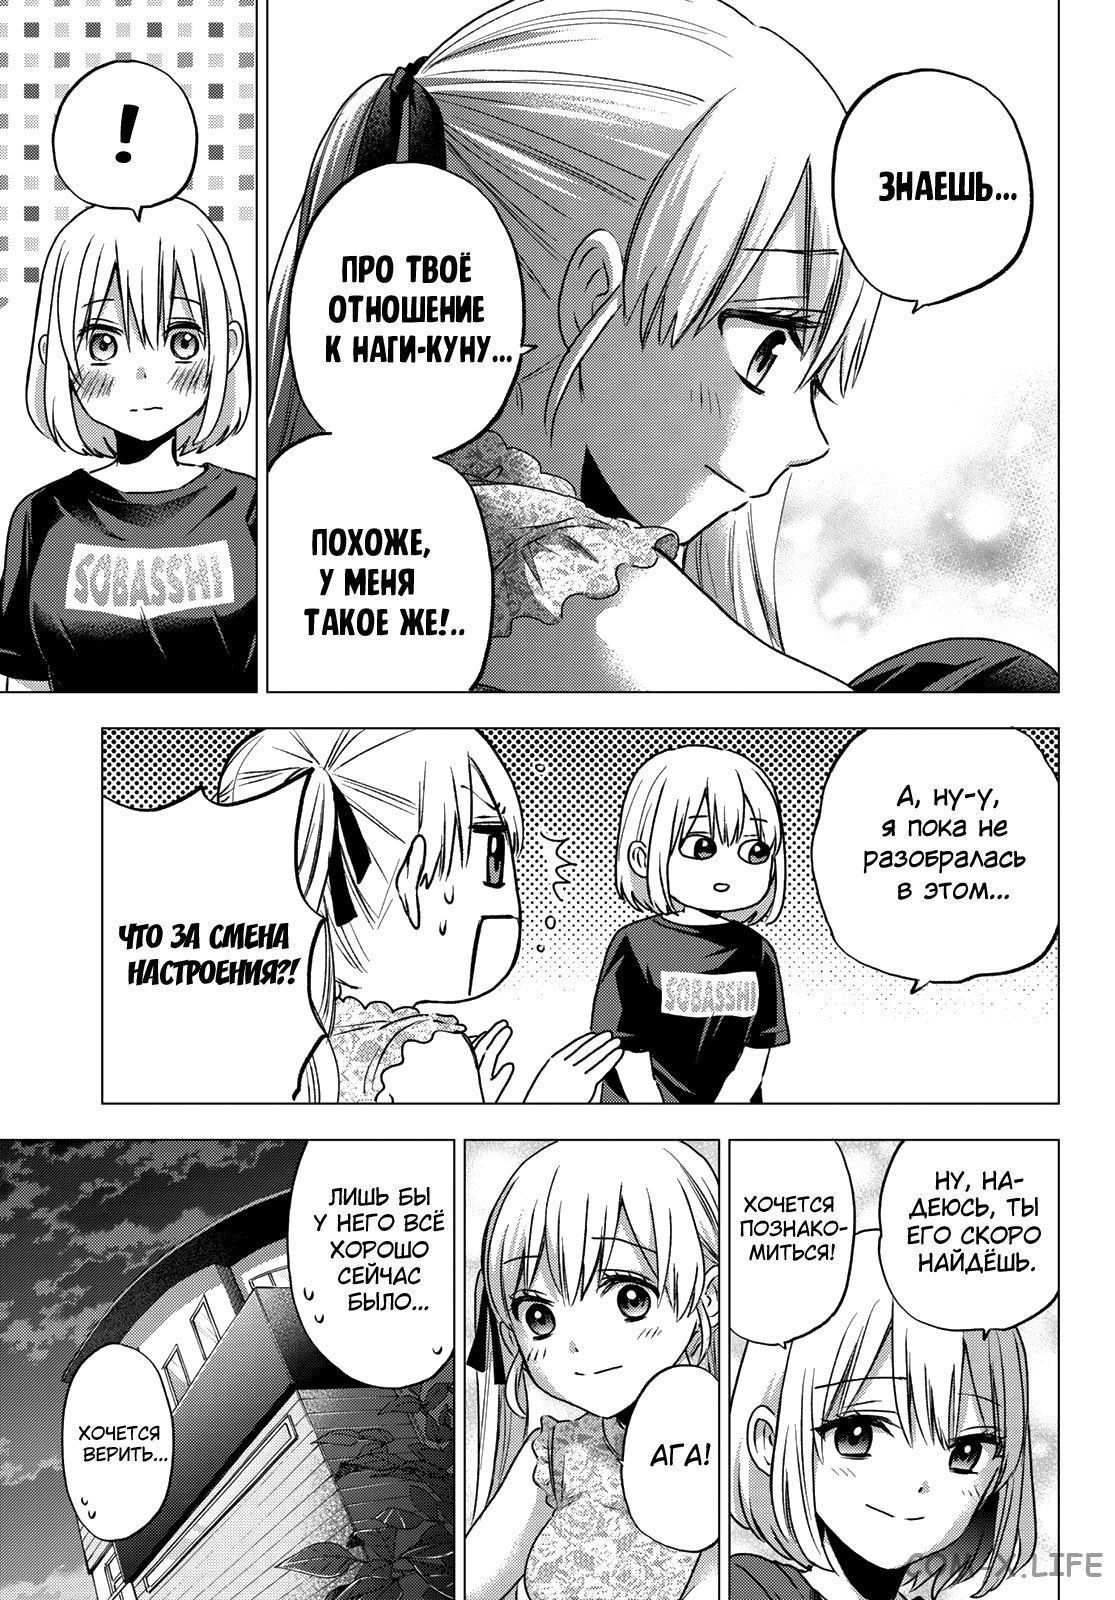 ЗНАЕШЬ...
ПРО ТВОЁ
ОТНОШЕНИЕ
К НАГИ-КУНУ...
ПОХОЖЕ,
У МЕНЯ
ТАКОЕ ЖЕ!..
!
SOBASSHI
А, НУ-У,
Я ПОКА НЕ
РАЗОБРАЛАСЬ
В ЭТОМ...
SOBASSHI
ЧТО ЗА СМЕНА
НАСТРОЕНИЯ?!
НУ, НА-
ДЕЮСЬ, ТЫ
ЕГО СКОРО
НАЙДЁШЬ.
ХОЧЕТСЯ
ПОЗНАКО-
МИТЬСЯ!
АГА!
ЛИШЬ БЫ
У НЕГО ВСЁ
ХОРОШО
СЕЙЧАС
БЫЛО...
ХОЧЕТСЯ
ВЕРИТЬ...
COM-X.LIFE